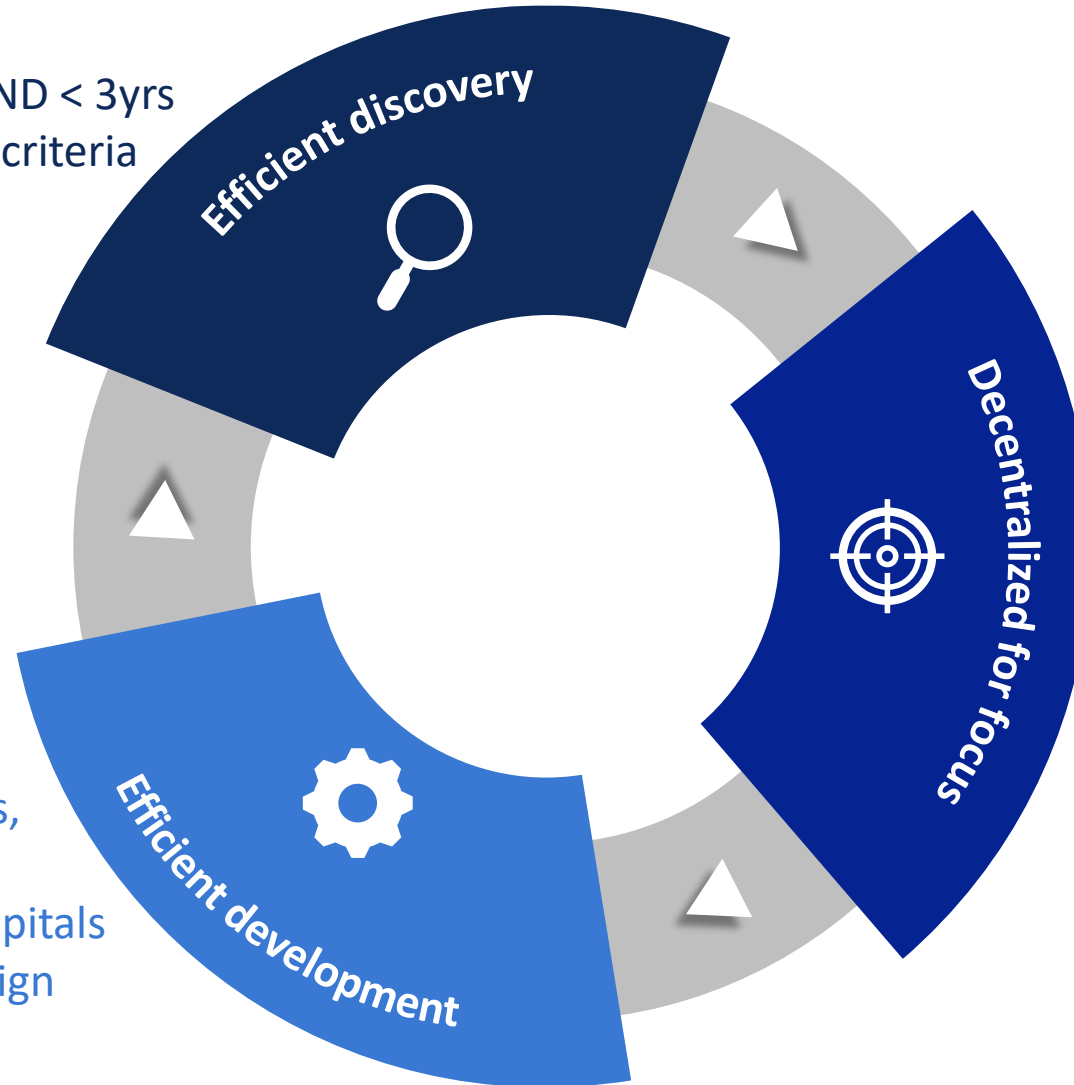 ND < 3yrs
criteria
Efficient discovery
Decentralized for focus
s,
pitals
ign
Efficient development